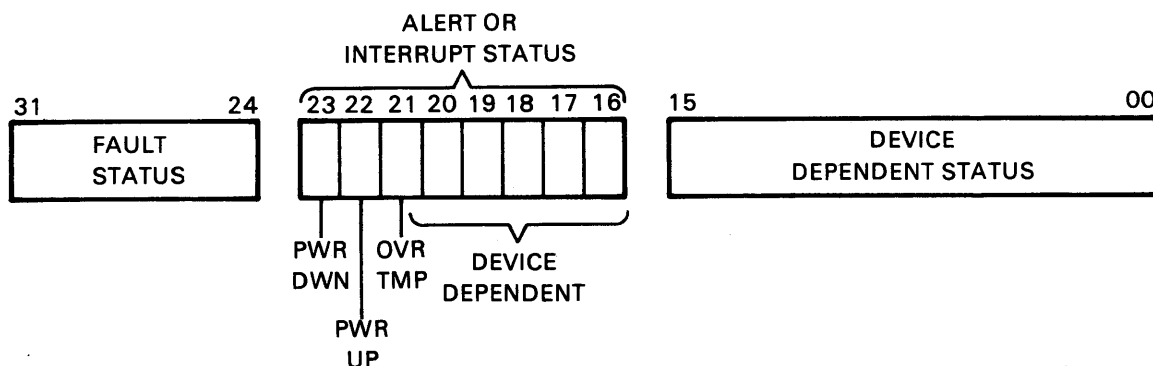 ALERT OR
INTERRUPT STATUS
31 24
23 22 21 20 19 18 17 16
15 00
FAULT
STATUS
DEVICE
DEPENDENT STATUS
PWR
DWN
OVR
TMP
DEVICE
DEPENDENT
PWR
UP